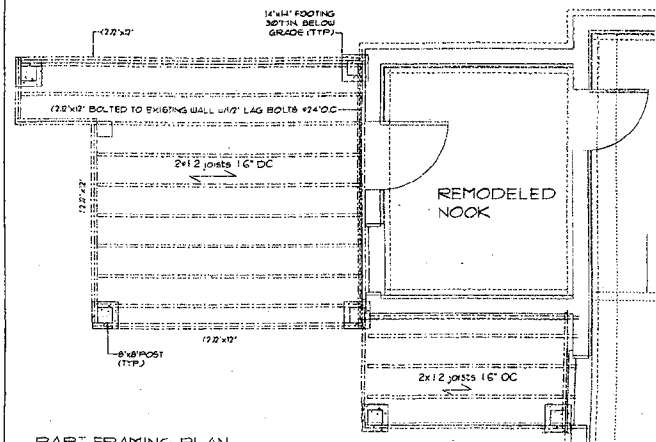 14"x14" FOOTING
30" MIN. BELOW
GRADE (TYP.)
(2)2"x12"
(2)2"x12" BOLTED TO EXISTING WALL w/1/2" LAG BOLTS @24"O.C.
2x12 joists 16" OC
(2)2"x12"
REMODELED
NOOK
(2)2"x12"
8"x8" POST
(TYP.)
2x12 joists 16" OC
PART FRAMING PLAN